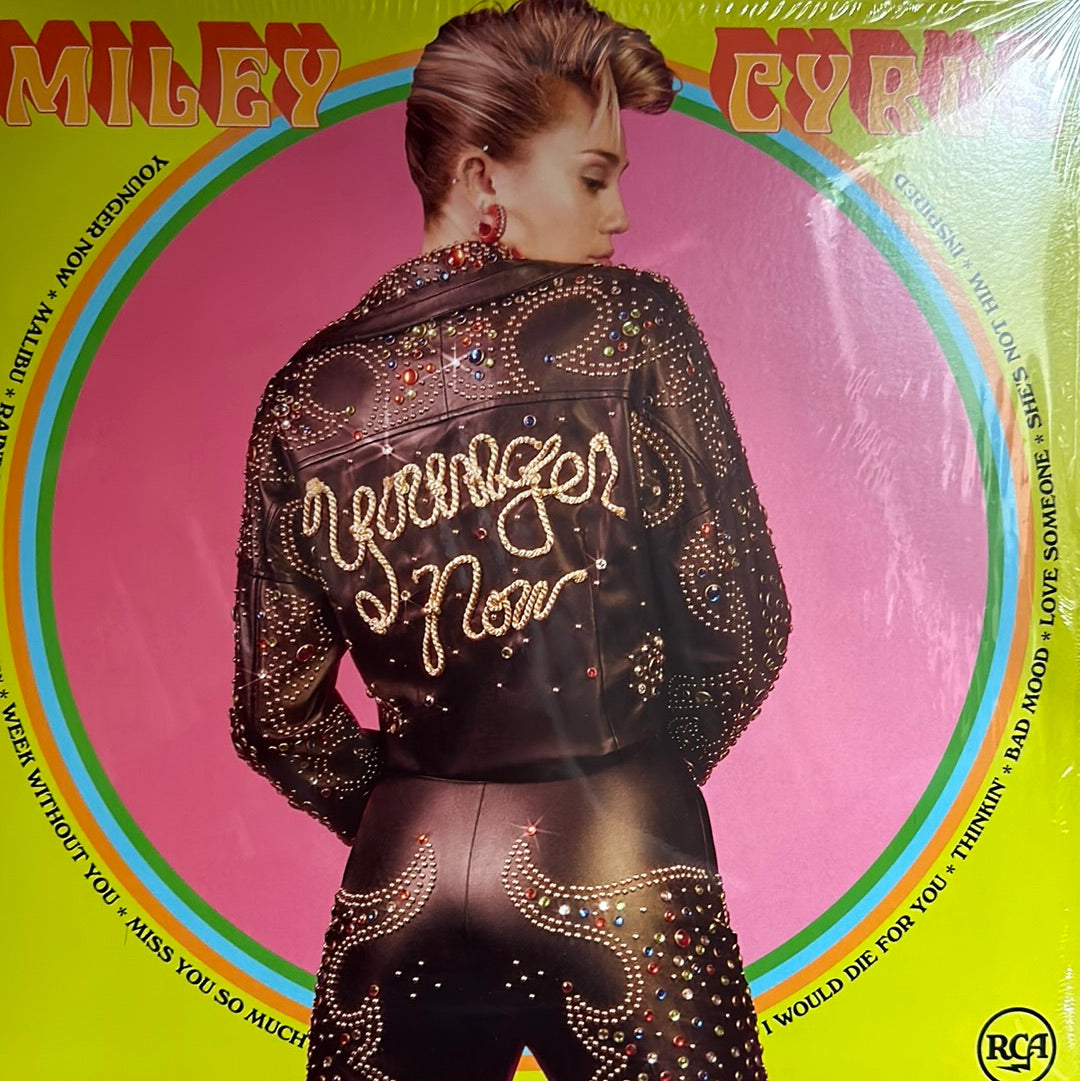 MILEY CYRUS
Younger
Now
YOUNGER NOW * MALIBU *
* WEEK WITHOUT YOU * MISS YOU SO MUCH
I WOULD DIE FOR YOU * THINKIN' * BAD MOOD * LOVE SOMEONE * SHE'S NOT HIM * INSPIRED
RCA